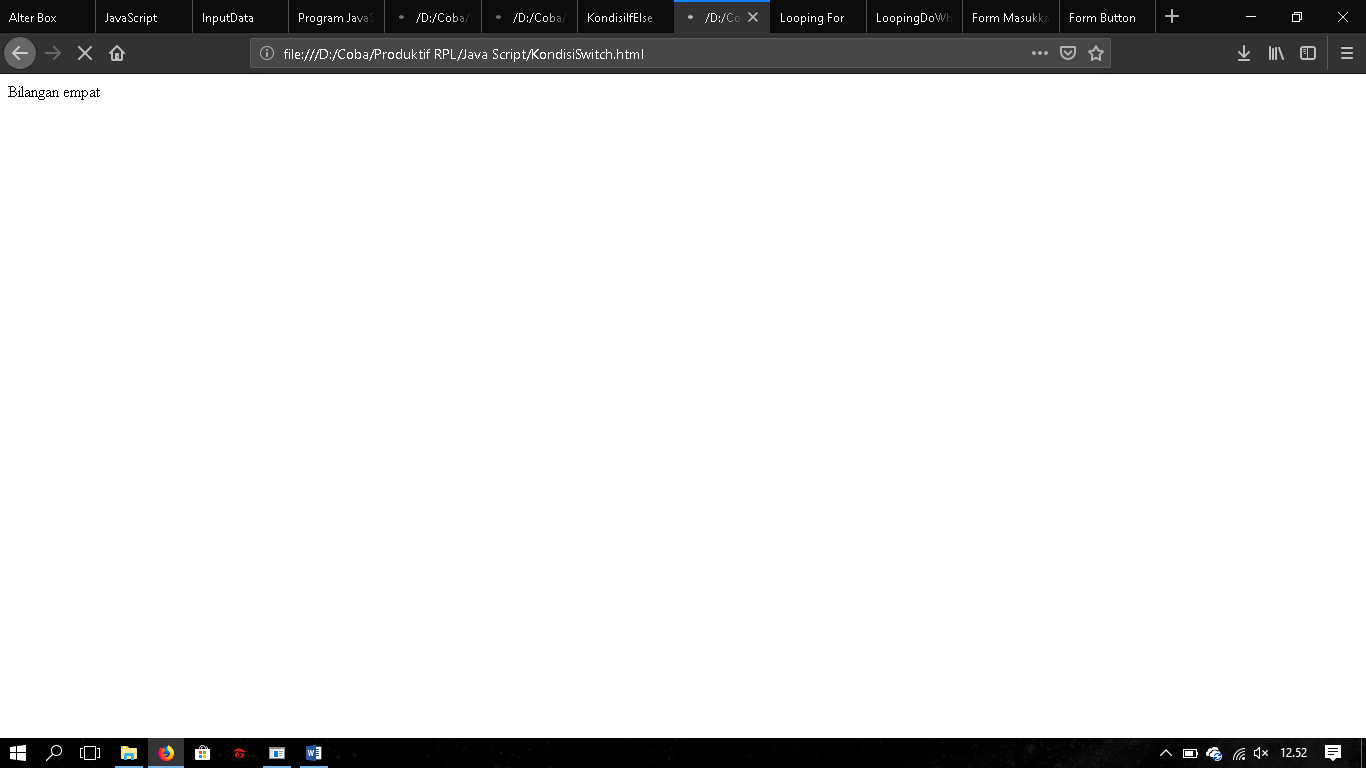 Alter Box
JavaScript
InputData
Program JavaS
/D:/Coba/
/D:/Coba/
KondisiIfElse
/D:/Co
Looping For
LoopingDoWh
Form Masukka
Form Button
file:///D:/Coba/Produktif RPL/Java Script/KondisiSwitch.html
Bilangan empat
12.52